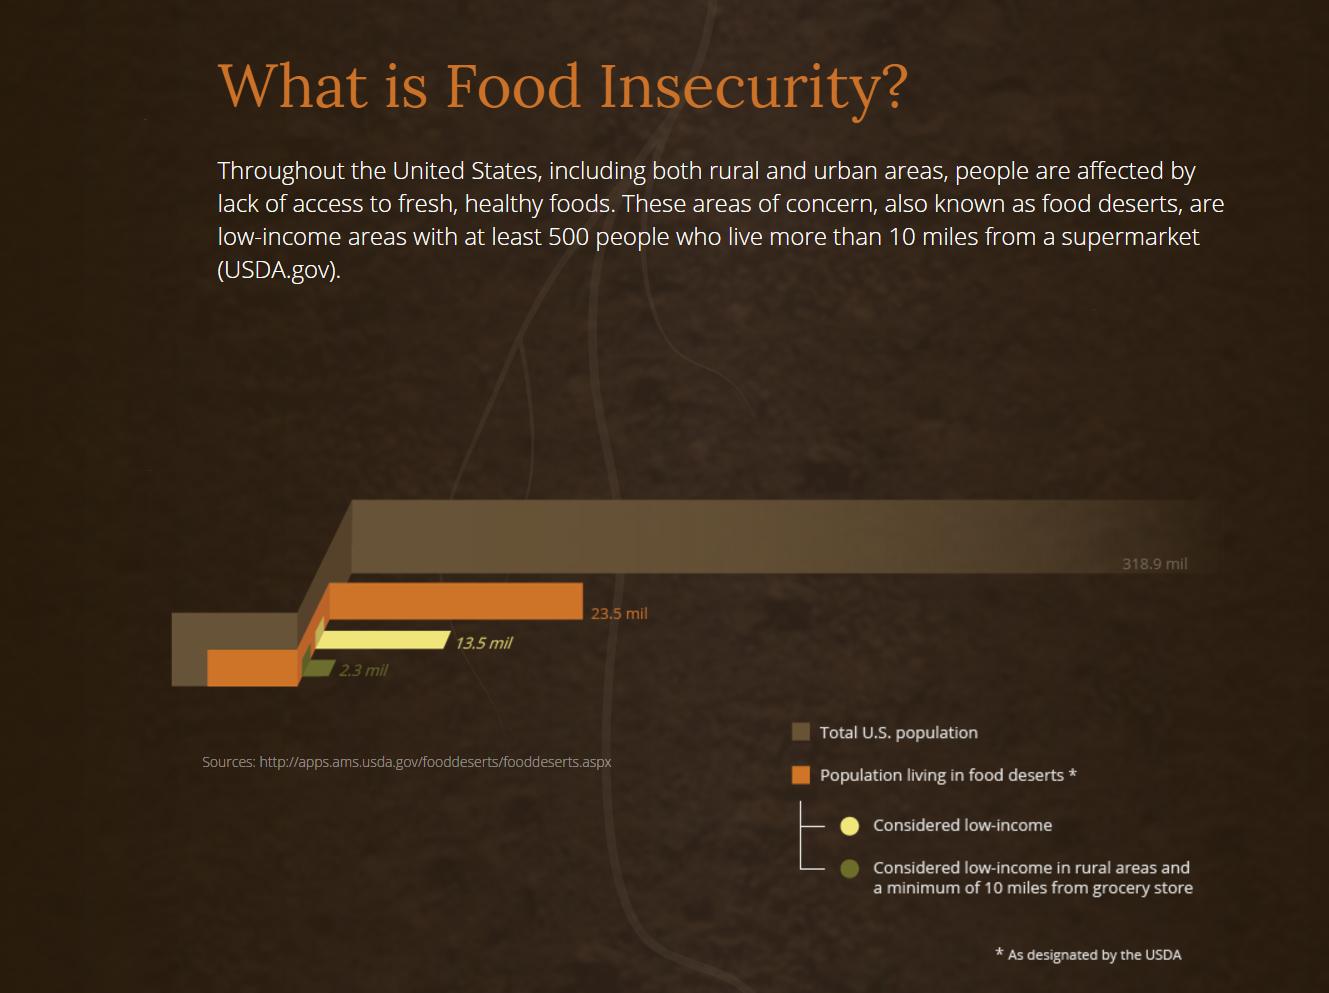 What is Food Insecurity?
Throughout the United States, including both rural and urban areas, people are affected by
lack of access to fresh, healthy foods. These areas of concern, also known as food deserts, are
low-income areas with at least 500 people who live more than 10 miles from a supermarket
(USDA.gov).
318.9 mil
23.5 mil
13.5 mil
2.3 mil
Sources: http://apps.ams.usda.gov/fooddeserts/fooddeserts.aspx
Total U.S. population
Population living in food deserts *
Considered low-income
Considered low-income in rural areas and
a minimum of 10 miles from grocery store
* As designated by the USDA